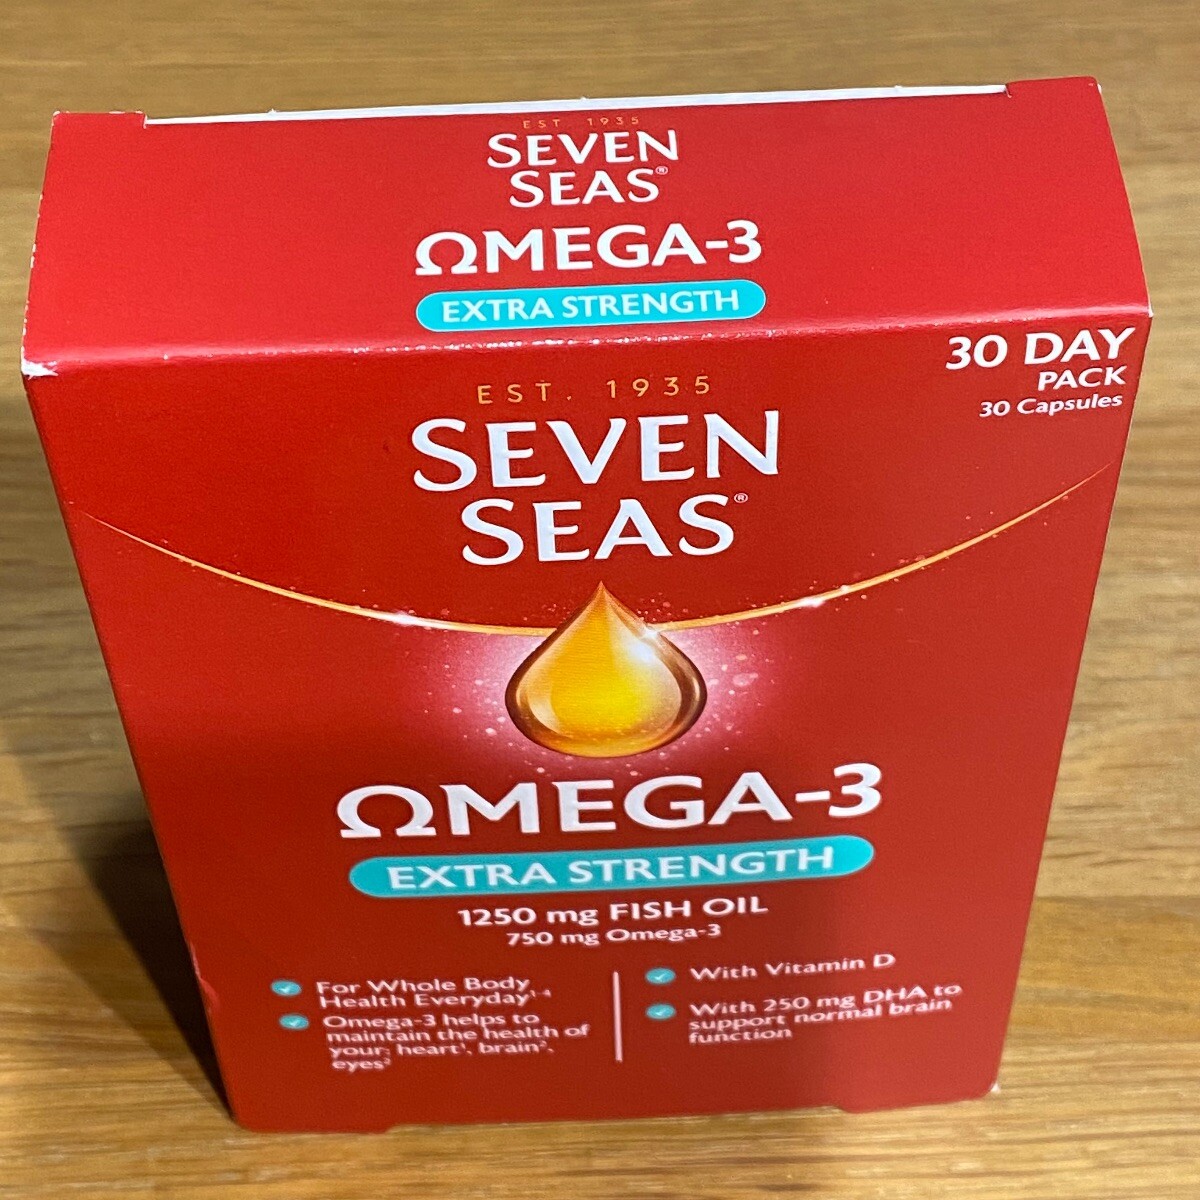 EST. 1935
SEVEN
SEAS®
ΩMEGA-3
EXTRA STRENGTH
30 DAY
PACK
30 Capsules
EST. 1935
SEVEN
SEAS®
ΩMEGA-3
EXTRA STRENGTH
1250 mg FISH OIL
750 mg Omega-3
For Whole Body
Health Everyday¹⁻⁴
Omega-3 helps to
maintain the health of
your; heart¹, brain²,
eyes²
With Vitamin D
With 250 mg DHA to
support normal brain
function